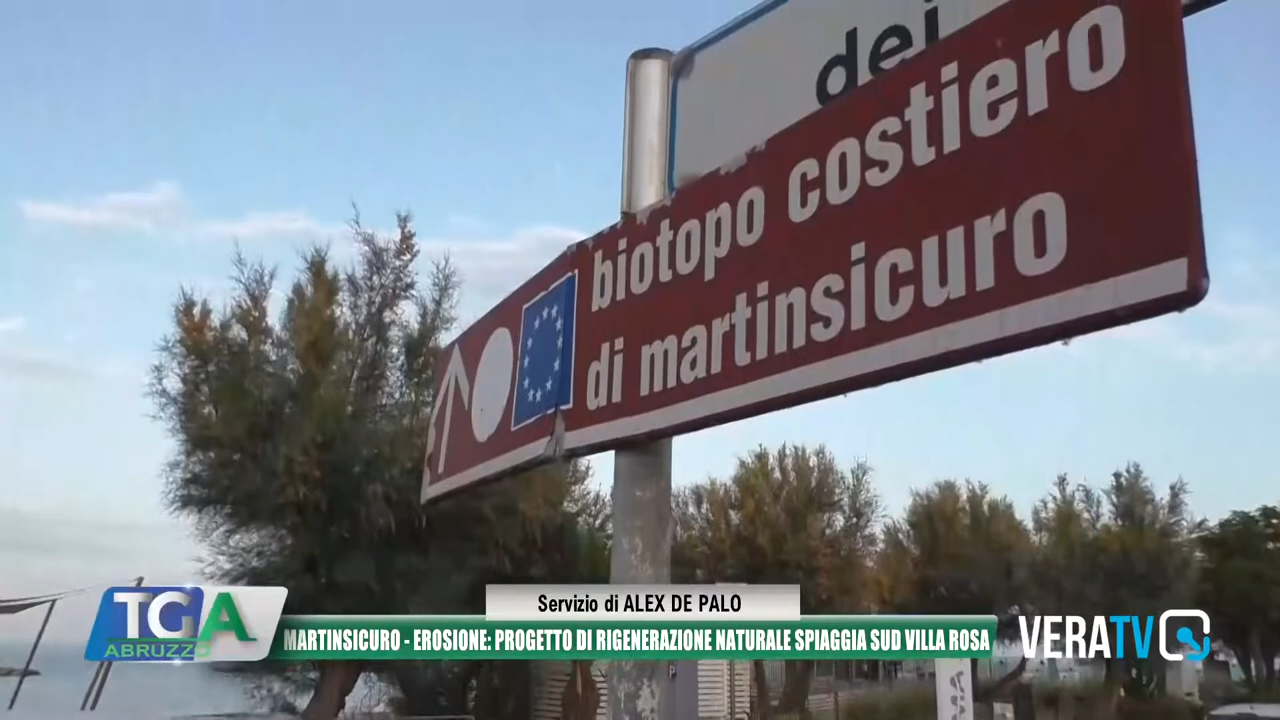 dei
biotopo costiero
di martinsicuro
Servizio di ALEX DE PALO
TGA
ABRUZZO
MARTINSICURO - EROSIONE: PROGETTO DI RIGENERAZIONE NATURALE SPIAGGIA SUD VILLA ROSA
VERATV
P